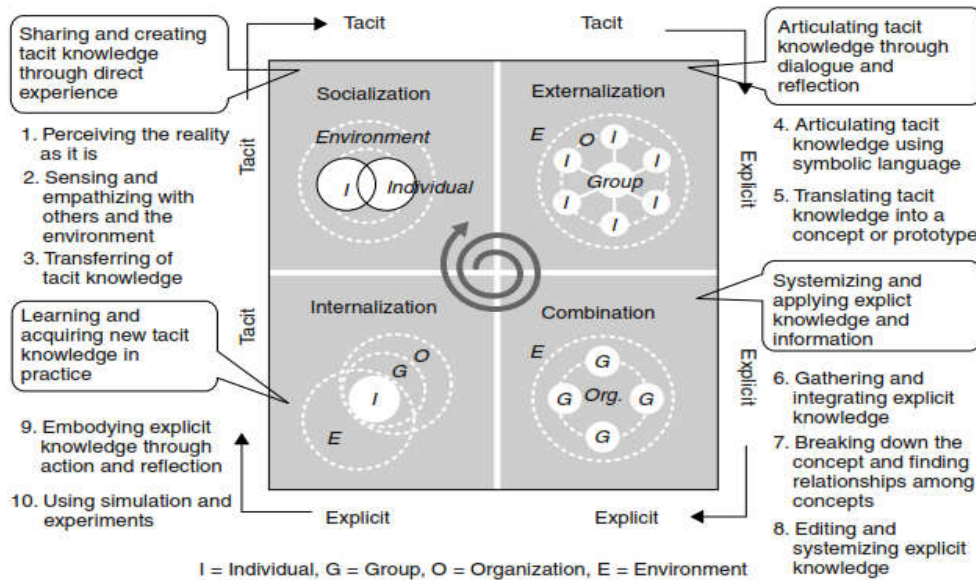 Tacit
Tacit
Sharing and creating
tacit knowledge
through direct
experience
Articulating tacit
knowledge through
dialogue and
reflection
Socialization
Externalization
Environment
I
Individual
E
O
I
I
I
Group
I
I
I
Tacit
Explicit
1. Perceiving the reality
as it is
2. Sensing and
empathizing with
others and the
environment
3. Transferring of
tacit knowledge
4. Articulating tacit
knowledge using
symbolic language
5. Translating tacit
knowledge into a
concept or prototype
Learning and
acquiring new tacit
knowledge in
practice
Systemizing and
applying explict
knowledge and
information
Internalization
Combination
O
G
I
E
E
G
G
Org.
G
G
Tacit
Explicit
9. Embodying explicit
knowledge through
action and reflection
10. Using simulation and
experiments
6. Gathering and
integrating explicit
knowledge
7. Breaking down the
concept and finding
relationships among
concepts
8. Editing and
systemizing explicit
knowledge
Explicit
Explicit
I = Individual, G = Group, O = Organization, E = Environment